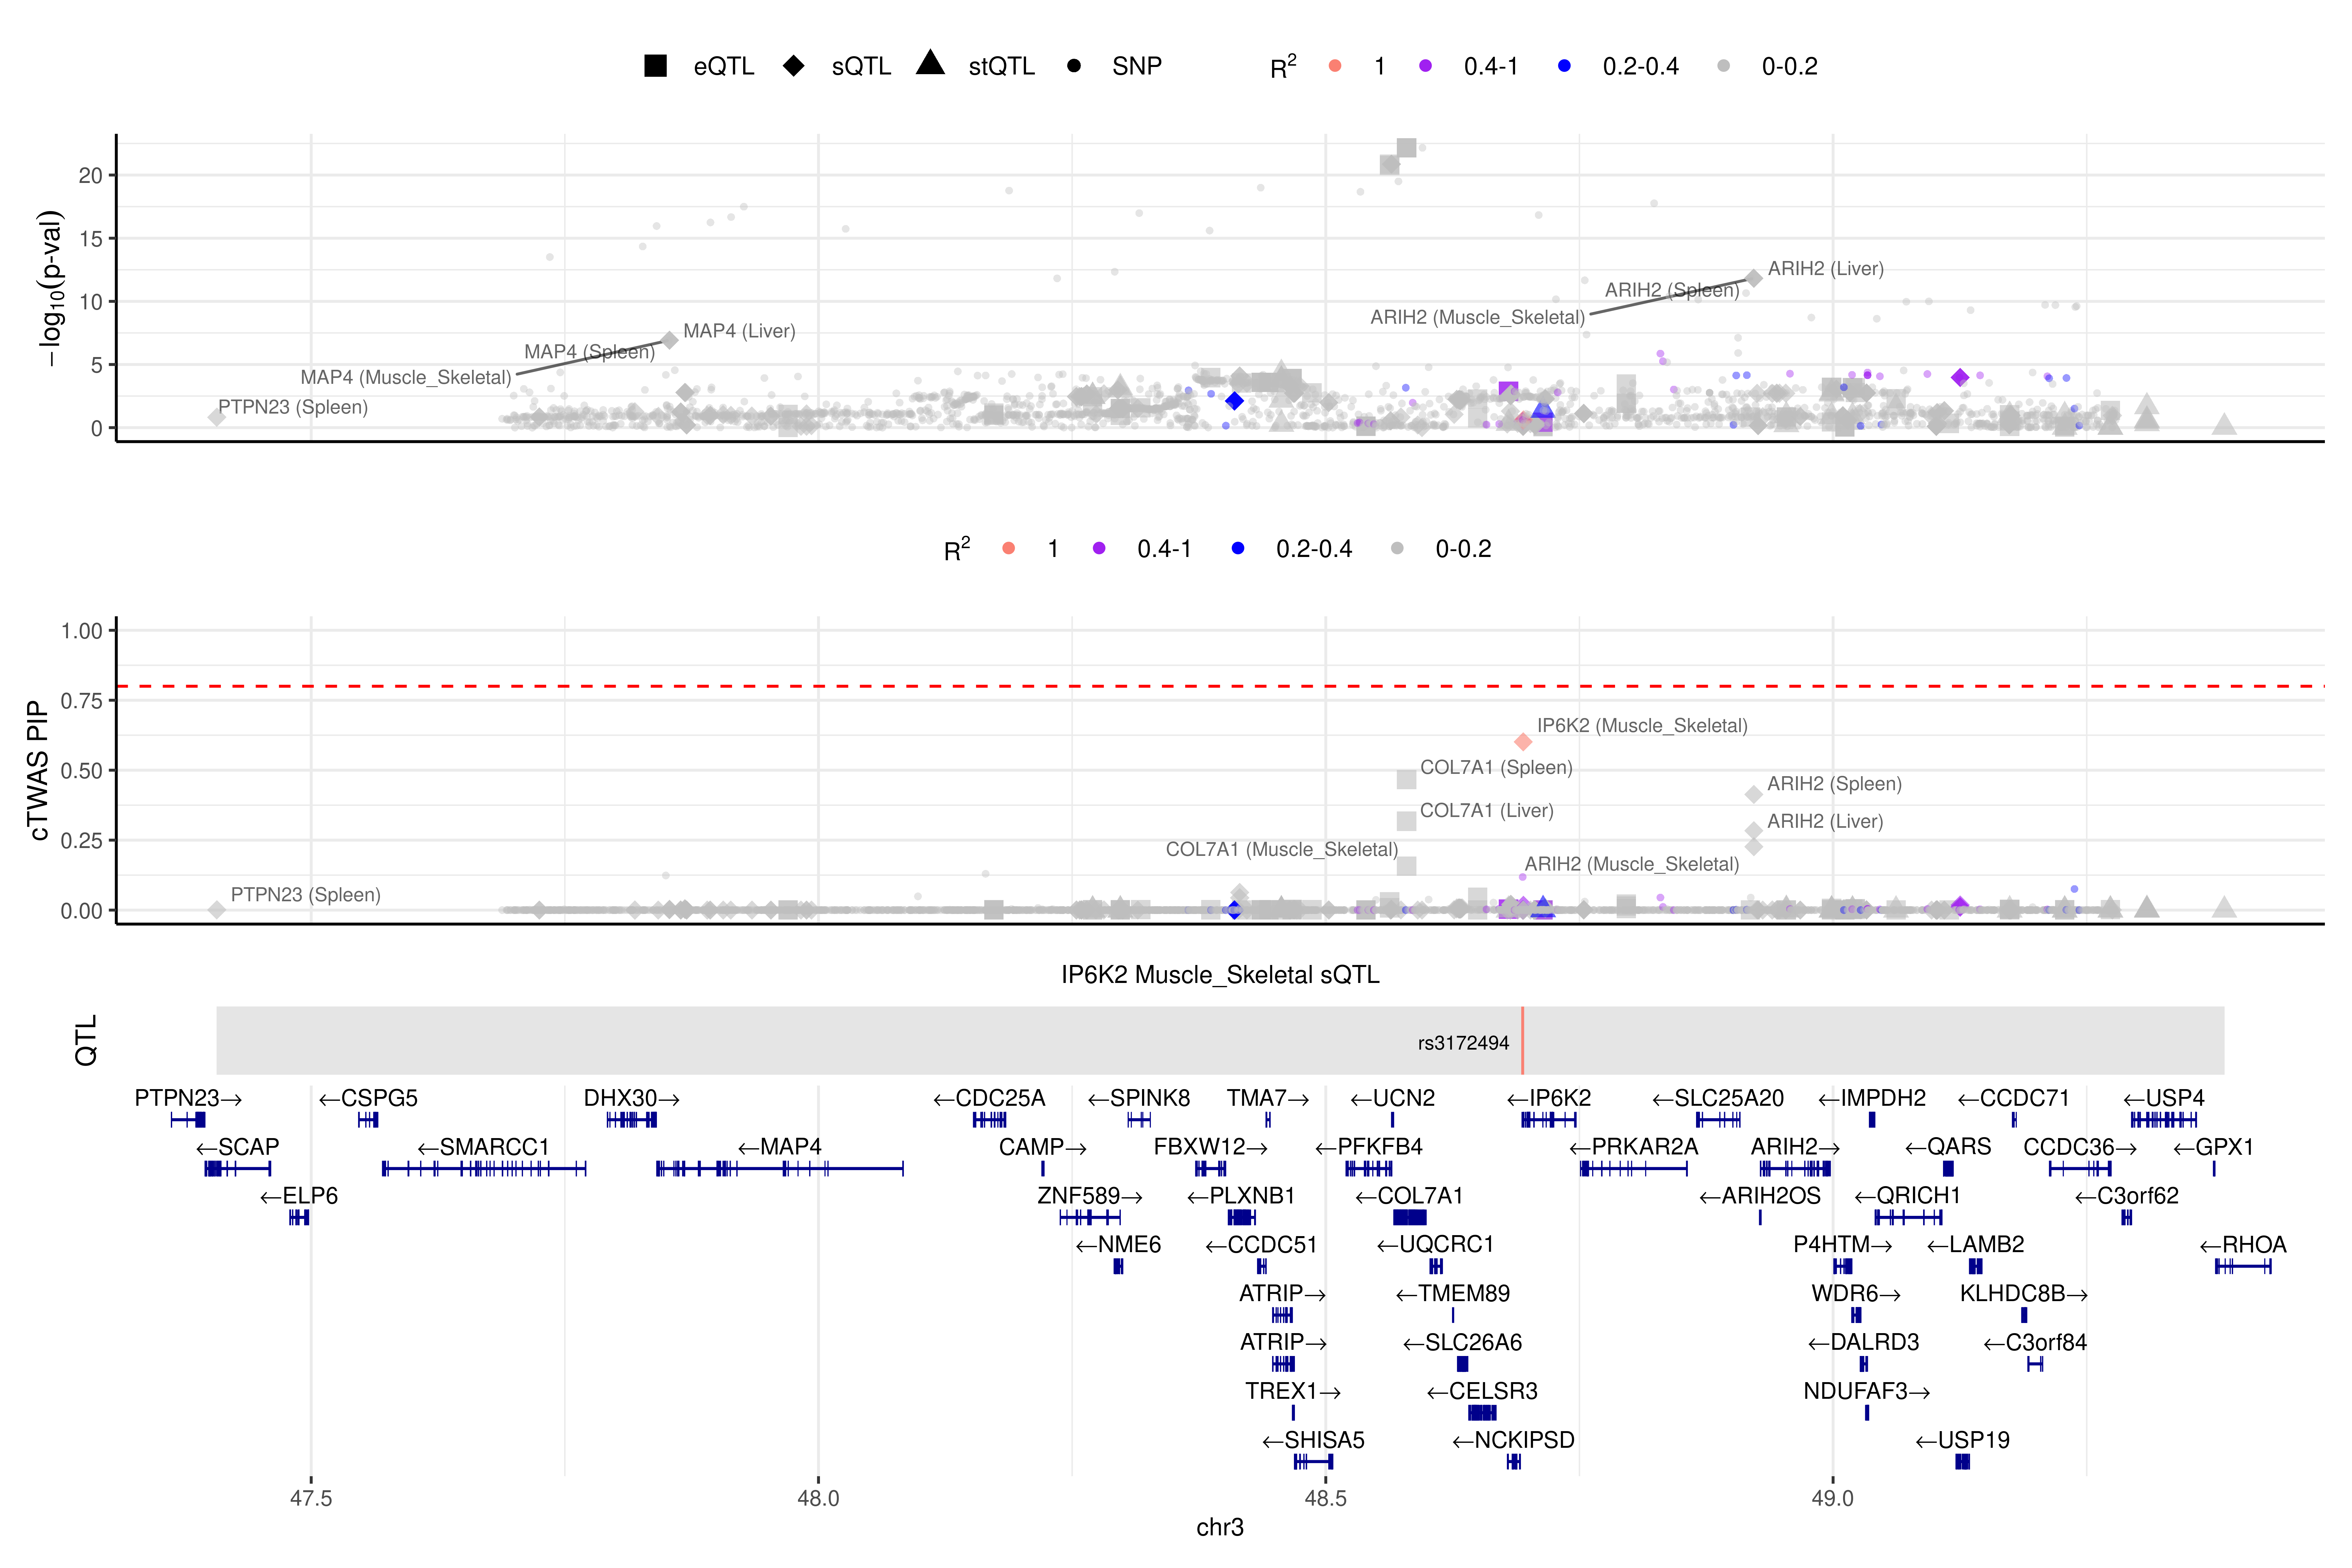 eQTL sQTL stQTL SNP R² 1 0.4-1 0.2-0.4 0-0.2
−log₁₀(p-val)
20
15
10
5
0
ARIH2 (Liver)
ARIH2 (Spleen)
ARIH2 (Muscle_Skeletal)
MAP4 (Liver)
MAP4 (Spleen)
MAP4 (Muscle_Skeletal)
PTPN23 (Spleen)
R² 1 0.4-1 0.2-0.4 0-0.2
cTWAS PIP
1.00
0.75
0.50
0.25
0.00
IP6K2 (Muscle_Skeletal)
COL7A1 (Spleen)
ARIH2 (Spleen)
COL7A1 (Liver)
ARIH2 (Liver)
COL7A1 (Muscle_Skeletal)
ARIH2 (Muscle_Skeletal)
PTPN23 (Spleen)
IP6K2 Muscle_Skeletal sQTL
QTL
rs3172494
PTPN23→ ←CSPG5 DHX30→ ←CDC25A ←SPINK8 TMA7→ ←UCN2 ←IP6K2 ←SLC25A20 ←IMPDH2 ←CCDC71 ←USP4
←SCAP ←SMARCC1 ←MAP4 CAMP→ FBXW12→ ←PFKFB4 ←PRKAR2A ARIH2→ ←QARS CCDC36→ ←GPX1
←ELP6 ZNF589→ ←PLXNB1 ←COL7A1 ←ARIH2OS ←QRICH1 ←C3orf62
←NME6 ←CCDC51 ←UQCRC1 P4HTM→ ←LAMB2 ←RHOA
ATRIP→ ←TMEM89 WDR6→ KLHDC8B→
ATRIP→ ←SLC26A6 ←DALRD3 ←C3orf84
TREX1→ ←CELSR3 NDUFAF3→
←SHISA5 ←NCKIPSD ←USP19
47.5 48.0 48.5 49.0
chr3